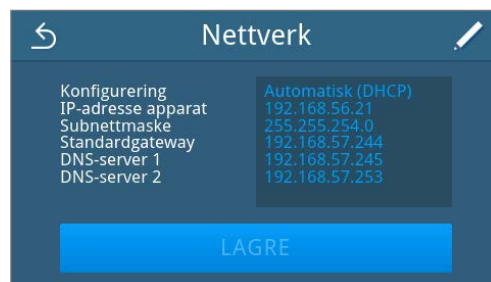 Nettverk
Konfigurering Automatisk (DHCP)
IP-adresse apparat 192.168.56.21
Subnettmaske 255.255.254.0
Standardgateway 192.168.57.244
DNS-server 1 192.168.57.245
DNS-server 2 192.168.57.253
LAGRE